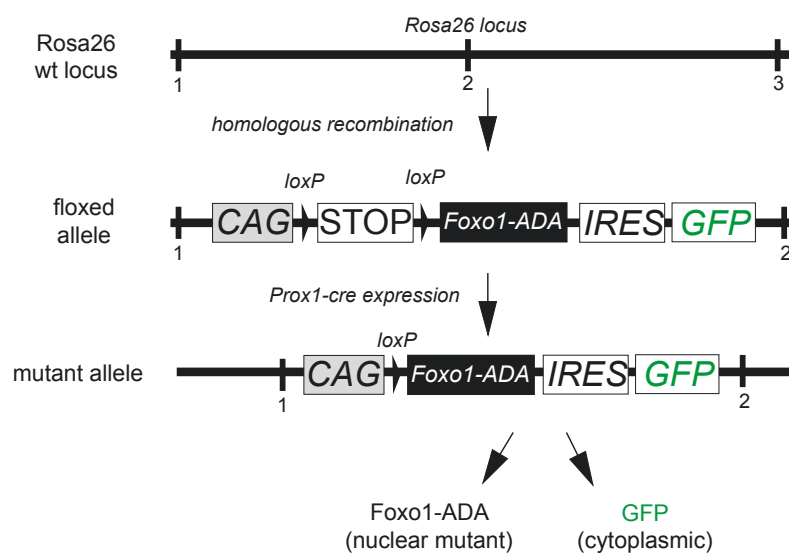 Rosa26 locus
Rosa26
wt locus
1 2 3
homologous recombination
loxP loxP
floxed
allele
CAG STOP Foxo1-ADA IRES GFP
1 2
Prox1-cre expression
loxP
mutant allele
CAG Foxo1-ADA IRES GFP
1 2
Foxo1-ADA GFP
(nuclear mutant) (cytoplasmic)